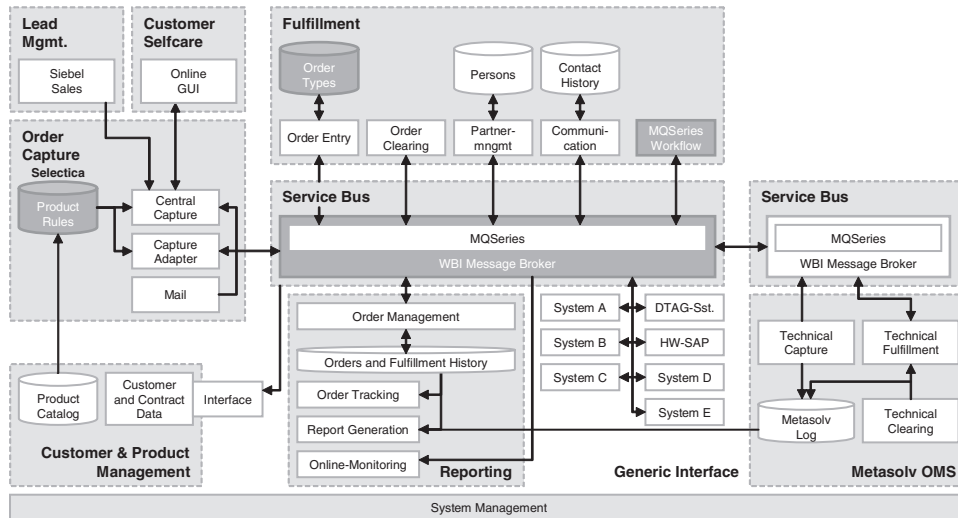 Lead
Mgmt.
Siebel
Sales
Customer
Selfcare
Online
GUI
Fulfillment
Order
Types
Persons
Contact
History
Order Entry
Order
Clearing
Partner-
mngmt
Communi-
cation
MQSeries
Workflow
Order
Capture
Selectica
Product
Rules
Central
Capture
Capture
Adapter
Mail
Service Bus
MQSeries
WBI Message Broker
Service Bus
MQSeries
WBI Message Broker
Order Management
Orders and Fulfillment History
Order Tracking
Report Generation
Online-Monitoring
Reporting
System A
DTAG-Sst.
System B
HW-SAP
System C
System D
System E
Generic Interface
Technical
Capture
Technical
Fulfillment
Metasolv
Log
Technical
Clearing
Metasolv OMS
Product
Catalog
Customer
and Contract
Data
Interface
Customer & Product
Management
System Management